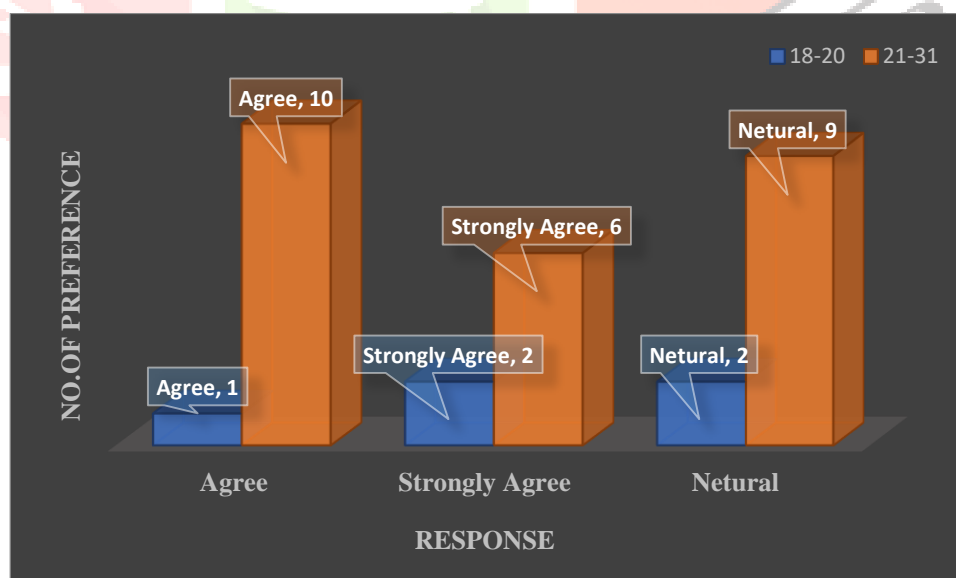 18-20 21-31
Agree, 10
Netural, 9
Strongly Agree, 6
Strongly Agree, 2
Netural, 2
Agree, 1
NO.OF PREFERENCE
Agree Strongly Agree Netural
RESPONSE